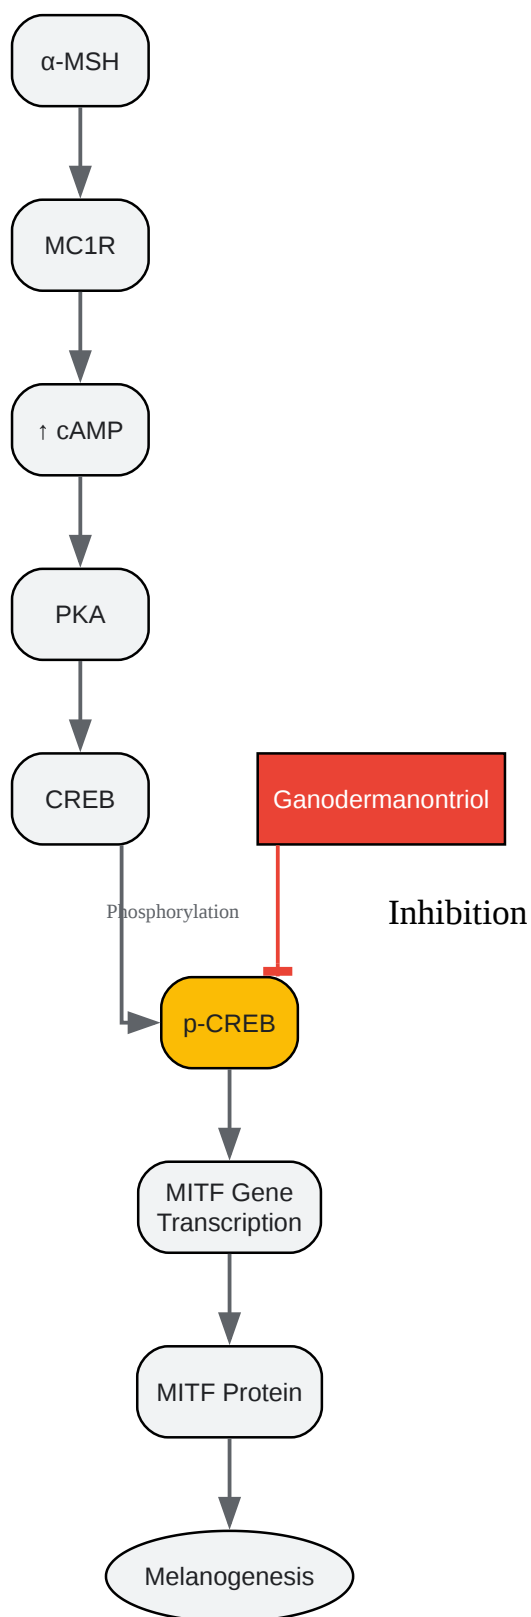 α-MSH
MC1R
↑ cAMP
PKA
CREB
Ganodermanontriol
Phosphorylation
Inhibition
p-CREB
MITF Gene
Transcription
MITF Protein
Melanogenesis